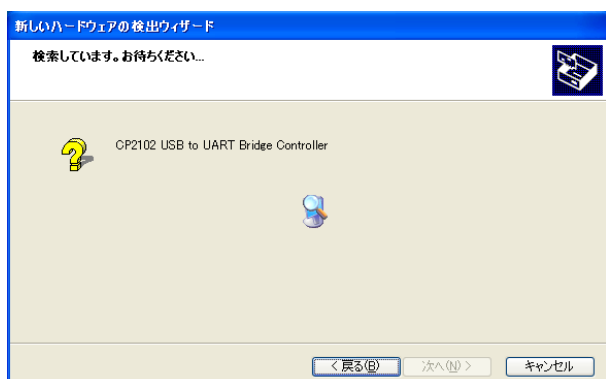 新しいハードウェアの検出ウィザード
検索しています。お待ちください...
CP2102 USB to UART Bridge Controller
< 戻る(B)
次へ(N) >
キャンセル